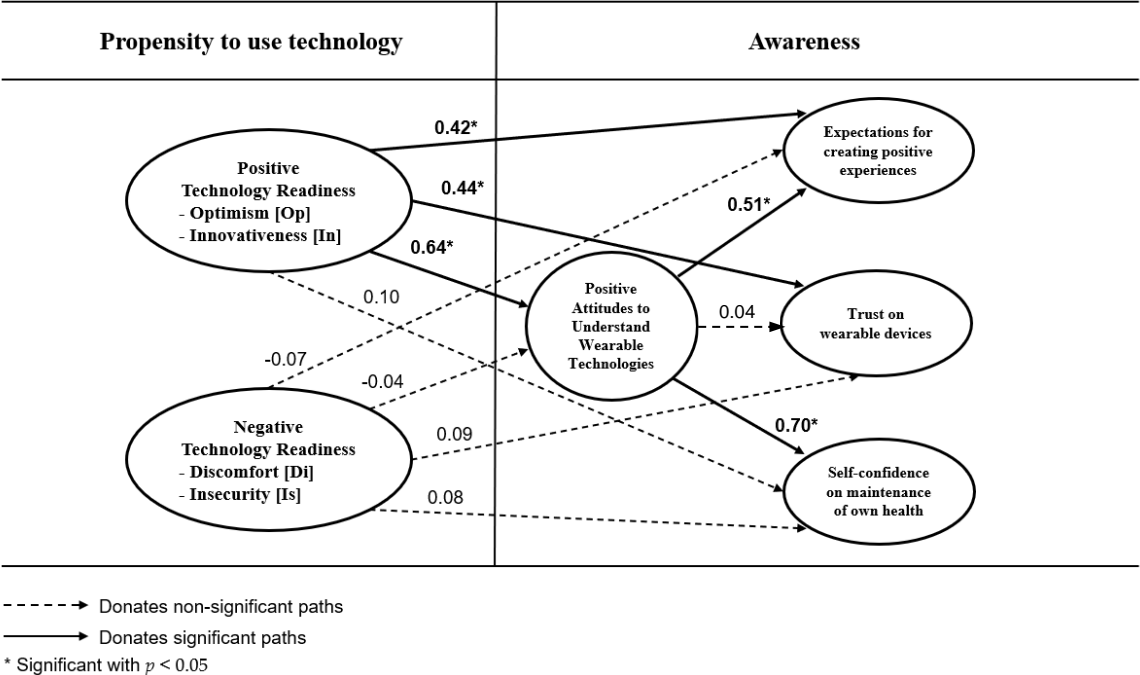 Propensity to use technology
Awareness
Positive
Technology Readiness
- Optimism [Op]
- Innovativeness [In]
0.42*
0.44*
0.64*
0.10
-0.07
-0.04
0.09
0.08
Negative
Technology Readiness
- Discomfort [Di]
- Insecurity [Is]
Positive
Attitudes to
Understand
Wearable
Technologies
0.51*
0.04
0.70*
Expectations for
creating positive
experiences
Trust on
wearable devices
Self-confidence
on maintenance
of own health
Donates non-significant paths
Donates significant paths
* Significant with p < 0.05